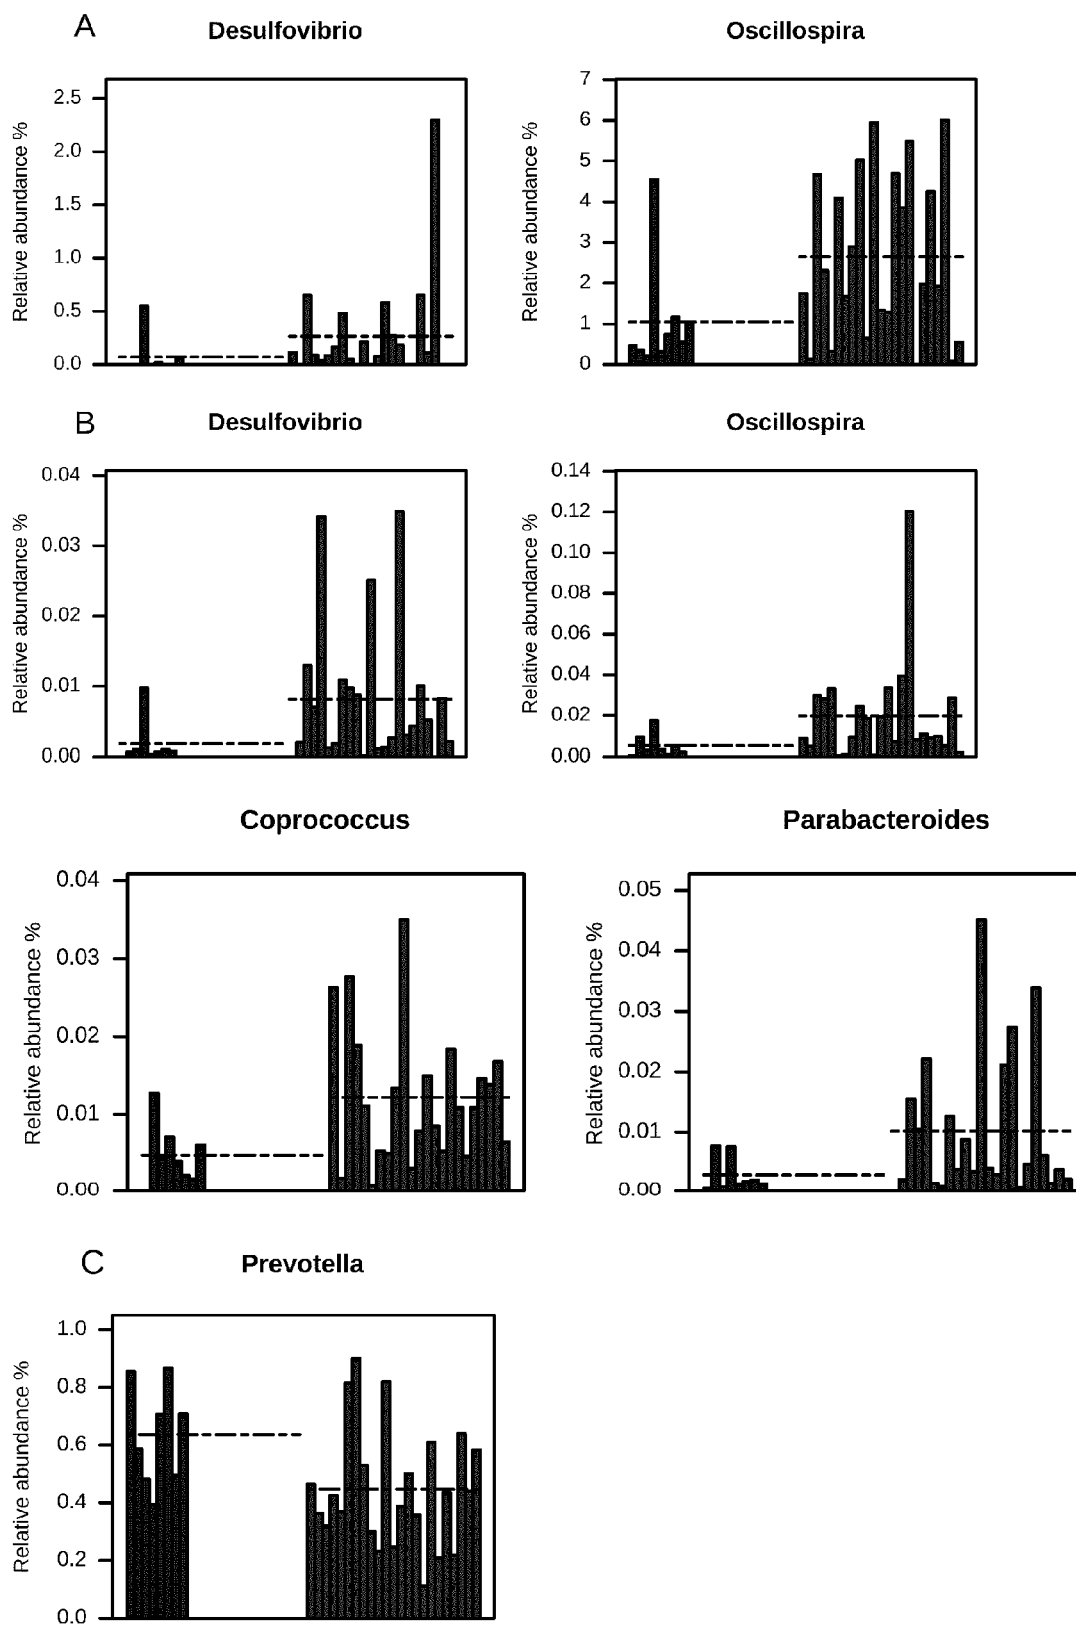 A
Desulfovibrio
Oscillospira
Relative abundance %
2.5
2.0
1.5
1.0
0.5
0.0
Relative abundance %
7
6
5
4
3
2
1
0
B
Desulfovibrio
Oscillospira
Relative abundance %
0.04
0.03
0.02
0.01
0.00
Relative abundance %
0.14
0.12
0.10
0.08
0.06
0.04
0.02
0.00
Coprococcus
Parabacteroides
Relative abundance %
0.04
0.03
0.02
0.01
0.00
Relative abundance %
0.05
0.04
0.03
0.02
0.01
0.00
C
Prevotella
Relative abundance %
1.0
0.8
0.6
0.4
0.2
0.0